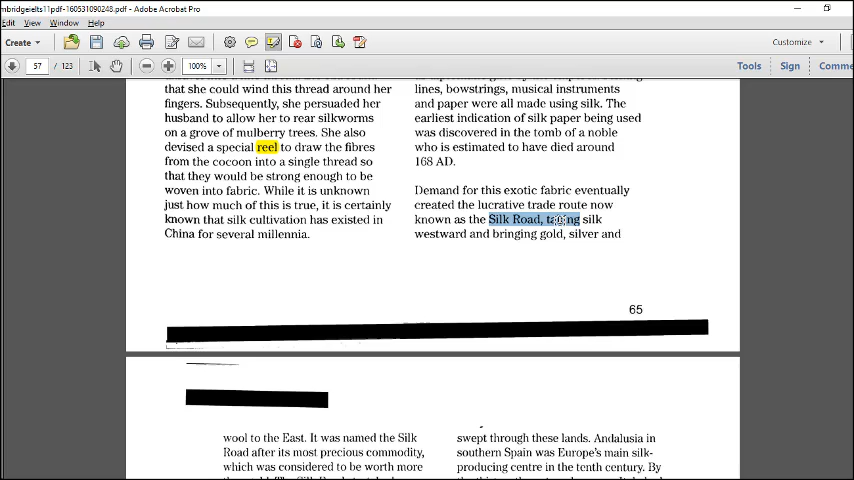 mbridgeielts11pdf-160531090248.pdf - Adobe Acrobat Pro
Edit View Window Help
Create
Customize
57 / 123
100%
Tools Sign Comme
that she could wind this thread around her
fingers. Subsequently, she persuaded her
husband to allow her to rear silkworms
on a grove of mulberry trees. She also
devised a special reel to draw the fibres
from the cocoon into a single thread so
that they would be strong enough to be
woven into fabric. While it is unknown
just how much of this is true, it is certainly
known that silk cultivation has existed in
China for several millennia.
lines, bowstrings, musical instruments
and paper were all made using silk. The
earliest indication of silk paper being used
was discovered in the tomb of a noble
who is estimated to have died around
168 AD.
Demand for this exotic fabric eventually
created the lucrative trade route now
known as the Silk Road, taking silk
westward and bringing gold, silver and
65
wool to the East. It was named the Silk
Road after its most precious commodity,
which was considered to be worth more
swept through these lands. Andalusia in
southern Spain was Europe's main silk-
producing centre in the tenth century. By